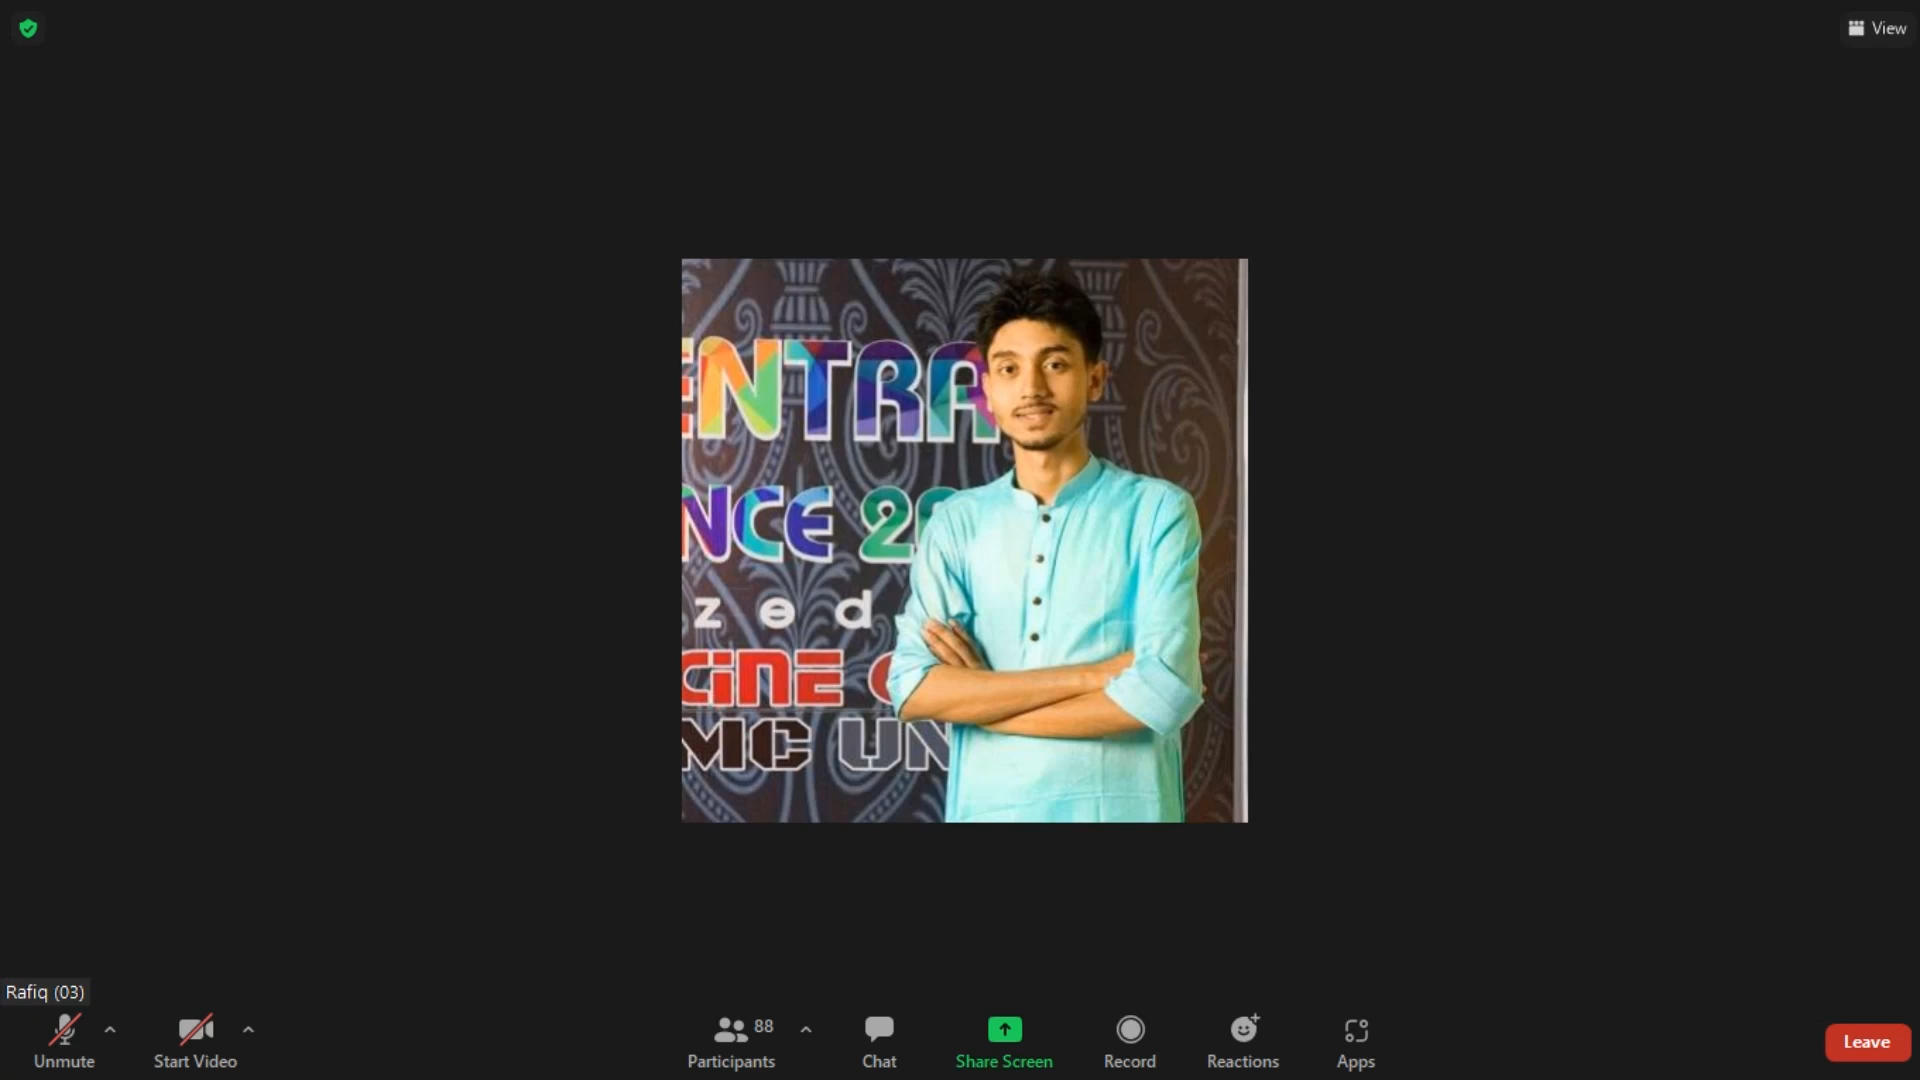 View
ENTRA
NCE 20
zed
CINE
MC UN
Rafiq (03)
88
Unmute
Start Video
Participants
Chat
Share Screen
Record
Reactions
Apps
Leave